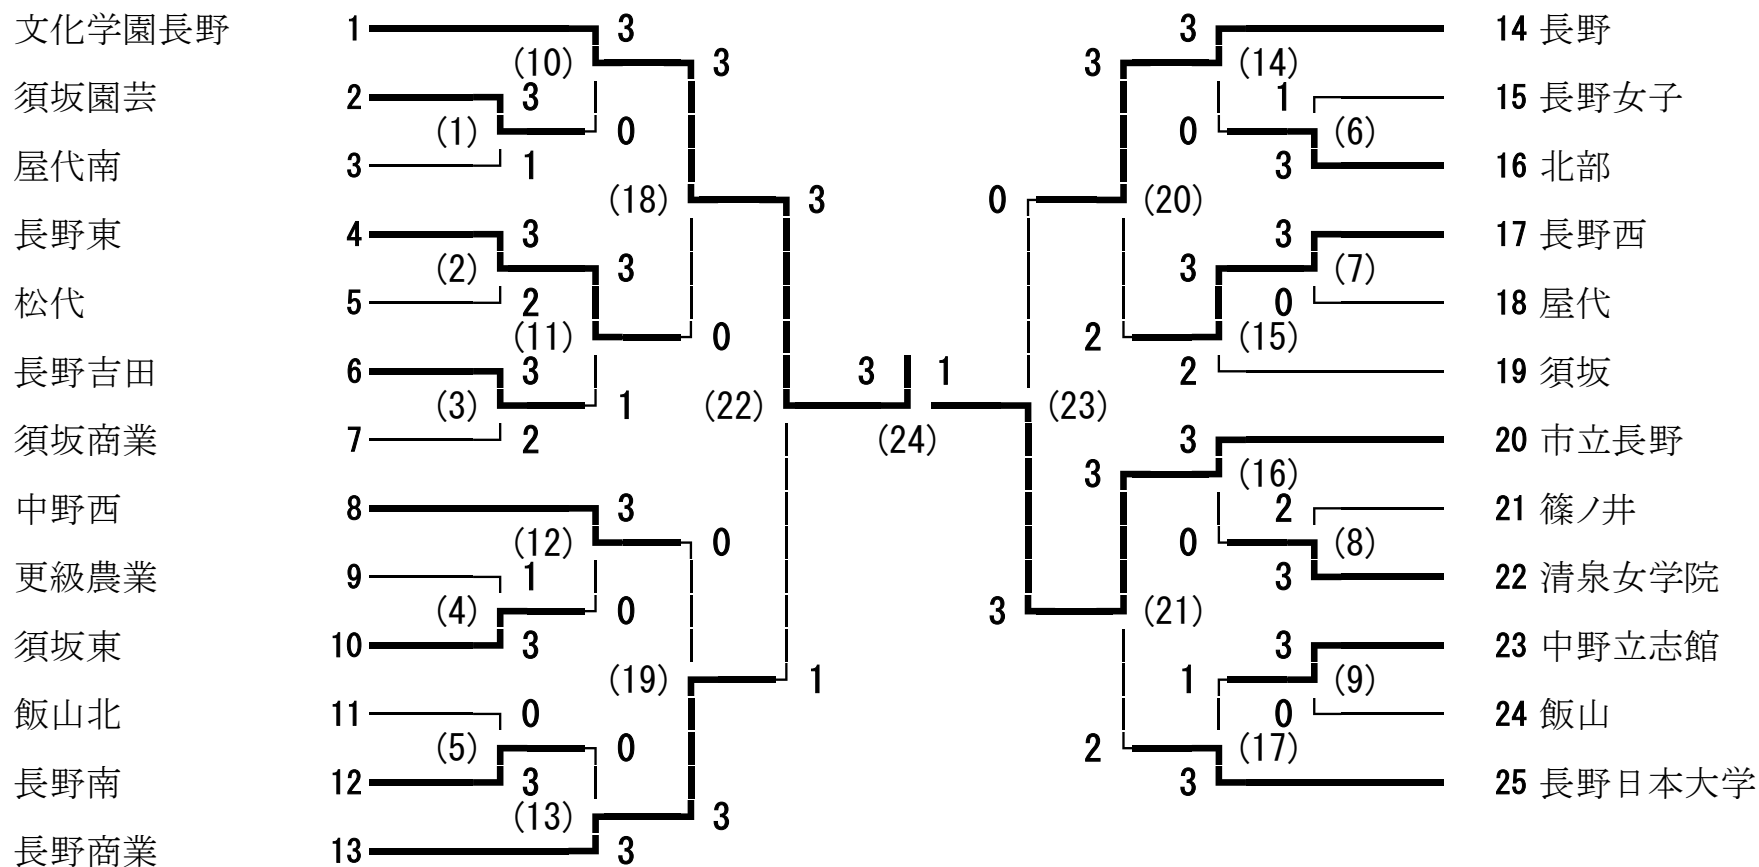 文化学園長野 1 3 3 14 長野
(10) 3 3 (14)
須坂園芸 2 3 1 15 長野女子
(1) 0 0 (6)
屋代南 3 1 3 16 北部
(18) 3 0 (20)
長野東 4 3 3 17 長野西
(2) 3 3 (7)
松代 5 2 0 18 屋代
(11) 0 2 (15)
長野吉田 6 3 3 1 2 19 須坂
(3) 1 (22) (23)
須坂商業 7 2 (24) 3 20 市立長野
3 (16)
中野西 8 3 2 21 篠ノ井
(12) 0 0 (8)
更級農業 9 1 3 22 清泉女学院
(4) 0 3 (21)
須坂東 10 3 3 23 中野立志館
(19) 1 1 (9)
飯山北 11 0 0 24 飯山
(5) 0 2 (17)
長野南 12 3 3 25 長野日本大学
(13) 3
長野商業 13 3